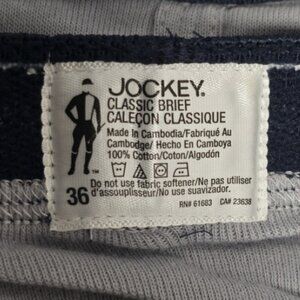 JOCKEY®
CLASSIC BRIEF
CALEÇON CLASSIQUE
Made In Cambodia/Fabriqué Au
Cambodge/ Hecho En Camboya
100% Cotton/Coton/Algodón
TM
36
Do not use fabric softener/Ne pas utiliser
d'assouplisseur/No use suavizador.
RN# 61683 CA# 23638